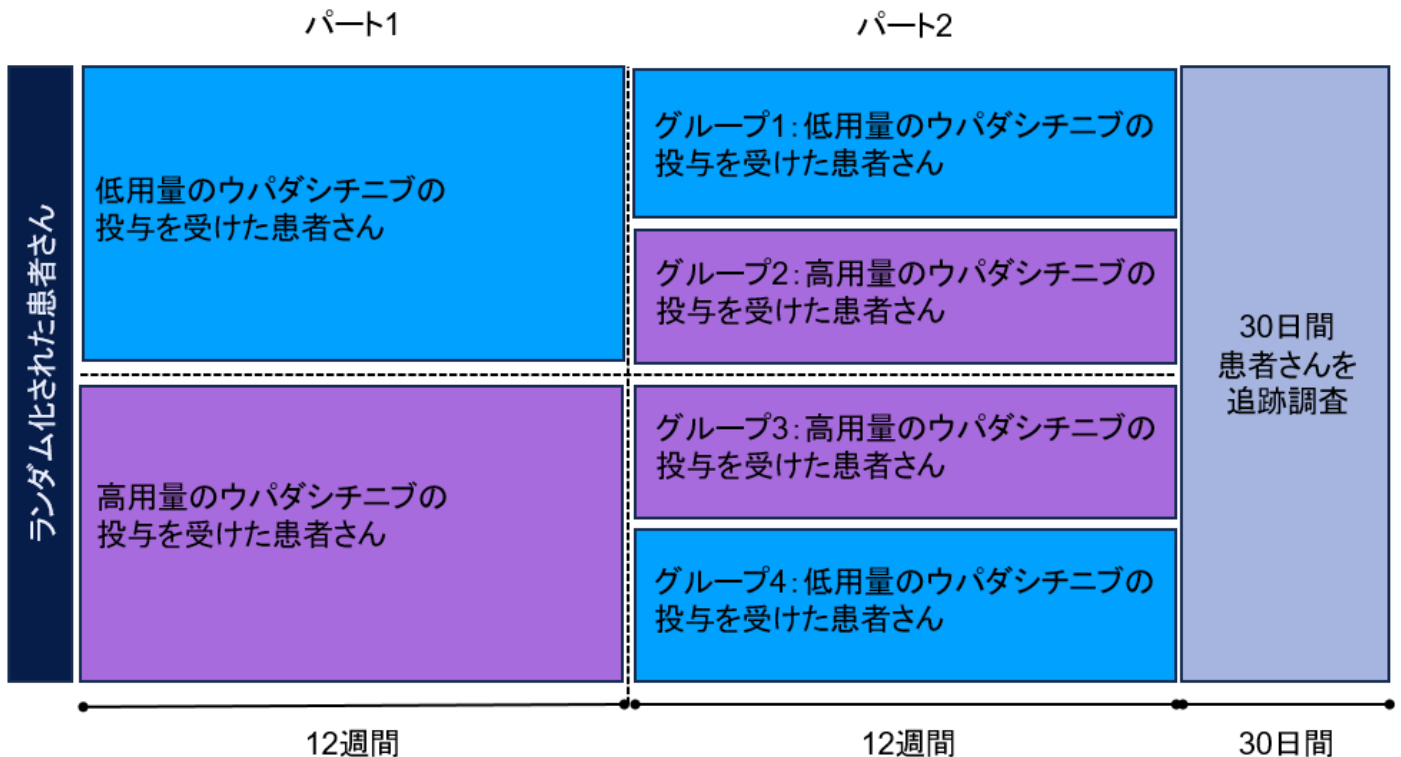 パート1
パート2
ランダム化された患者さん
低用量のウパダシチニブの
投与を受けた患者さん
高用量のウパダシチニブの
投与を受けた患者さん
グループ1：低用量のウパダシチニブの
投与を受けた患者さん
グループ2：高用量のウパダシチニブの
投与を受けた患者さん
グループ3：高用量のウパダシチニブの
投与を受けた患者さん
グループ4：低用量のウパダシチニブの
投与を受けた患者さん
30日間
患者さんを
追跡調査
12週間
12週間
30日間